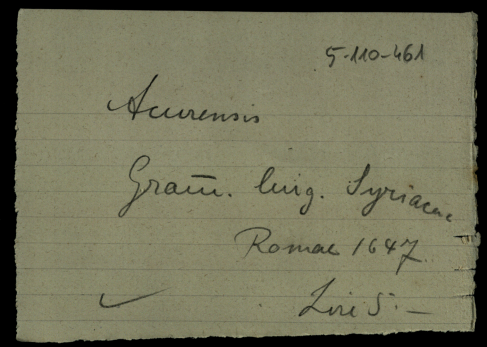 5-110-461
Acurensis
Gram̃. ling. Syriacae
Romae 1647.
Lire 5.—